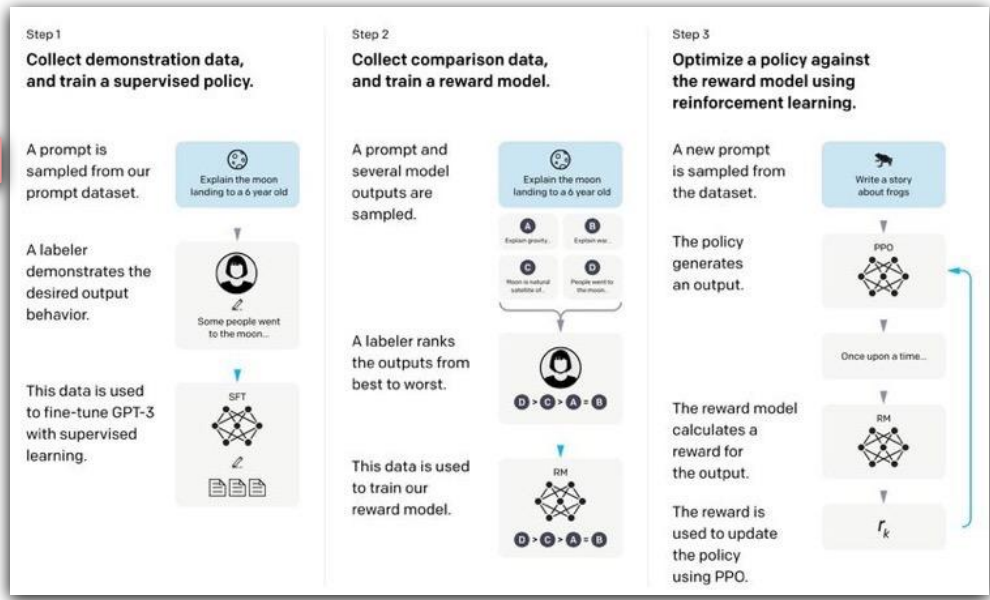 Step 1
Collect demonstration data,
and train a supervised policy.
A prompt is
sampled from our
prompt dataset.
Explain the moon
landing to a 6 year old
A labeler
demonstrates the
desired output
behavior.
Some people went
to the moon...
This data is used
to fine-tune GPT-3
with supervised
learning.
SFT
Step 2
Collect comparison data,
and train a reward model.
A prompt and
several model
outputs are
sampled.
Explain the moon
landing to a 6 year old
A
Explain gravity...
B
Explain war...
C
Moon is natural
satellite of...
D
People went to
the moon...
A labeler ranks
the outputs from
best to worst.
D > C > A = B
This data is used
to train our
reward model.
RM
D > C > A = B
Step 3
Optimize a policy against
the reward model using
reinforcement learning.
A new prompt
is sampled from
the dataset.
Write a story
about frogs
The policy
generates
an output.
PPO
Once upon a time...
The reward model
calculates a
reward for
the output.
RM
The reward is
used to update
the policy
using PPO.
rk